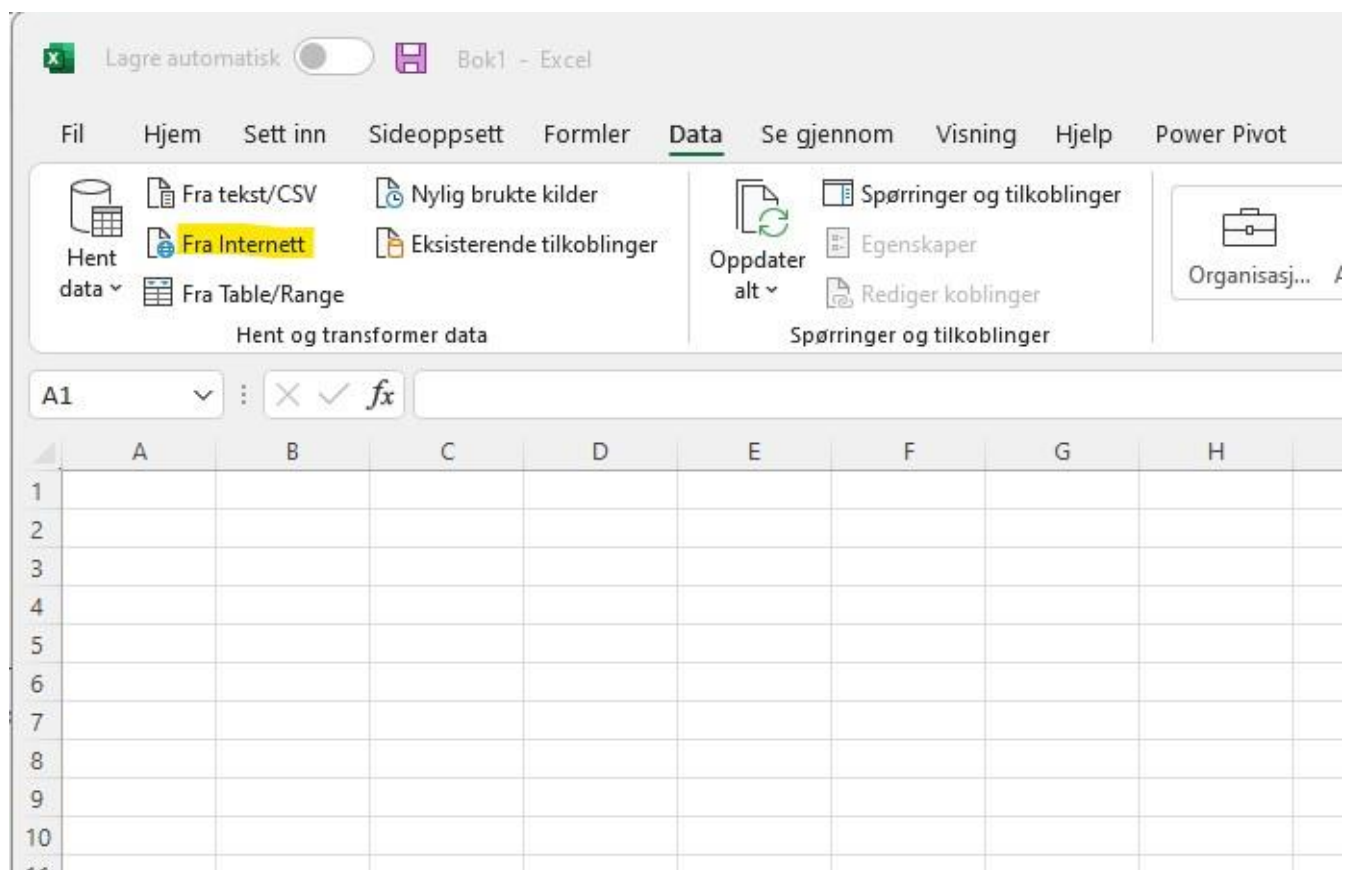 Lagre automatisk Bok1 - Excel
Fil Hjem Sett inn Sideoppsett Formler Data Se gjennom Visning Hjelp Power Pivot
Hent data
Fra tekst/CSV
Fra Internett
Fra Table/Range
Nylig brukte kilder
Eksisterende tilkoblinger
Hent og transformer data
Oppdater alt
Spørringer og tilkoblinger
Egenskaper
Rediger koblinger
Spørringer og tilkoblinger
Organisasj...
A1 fx
A B C D E F G H
1
2
3
4
5
6
7
8
9
10